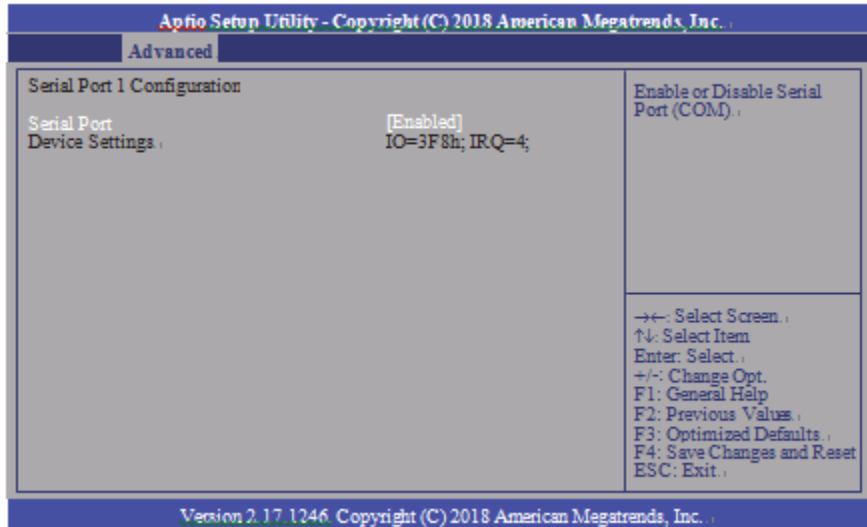 Aptio Setup Utility - Copyright (C) 2018 American Megatrends, Inc.
Advanced
Serial Port 1 Configuration
Serial Port [Enabled]
Device Settings IO=3F8h; IRQ=4;
Enable or Disable Serial
Port (COM).
→←: Select Screen
↑↓: Select Item
Enter: Select
+/-: Change Opt.
F1: General Help
F2: Previous Values
F3: Optimized Defaults
F4: Save Changes and Reset
ESC: Exit
Version 2.17.1246. Copyright (C) 2018 American Megatrends, Inc.